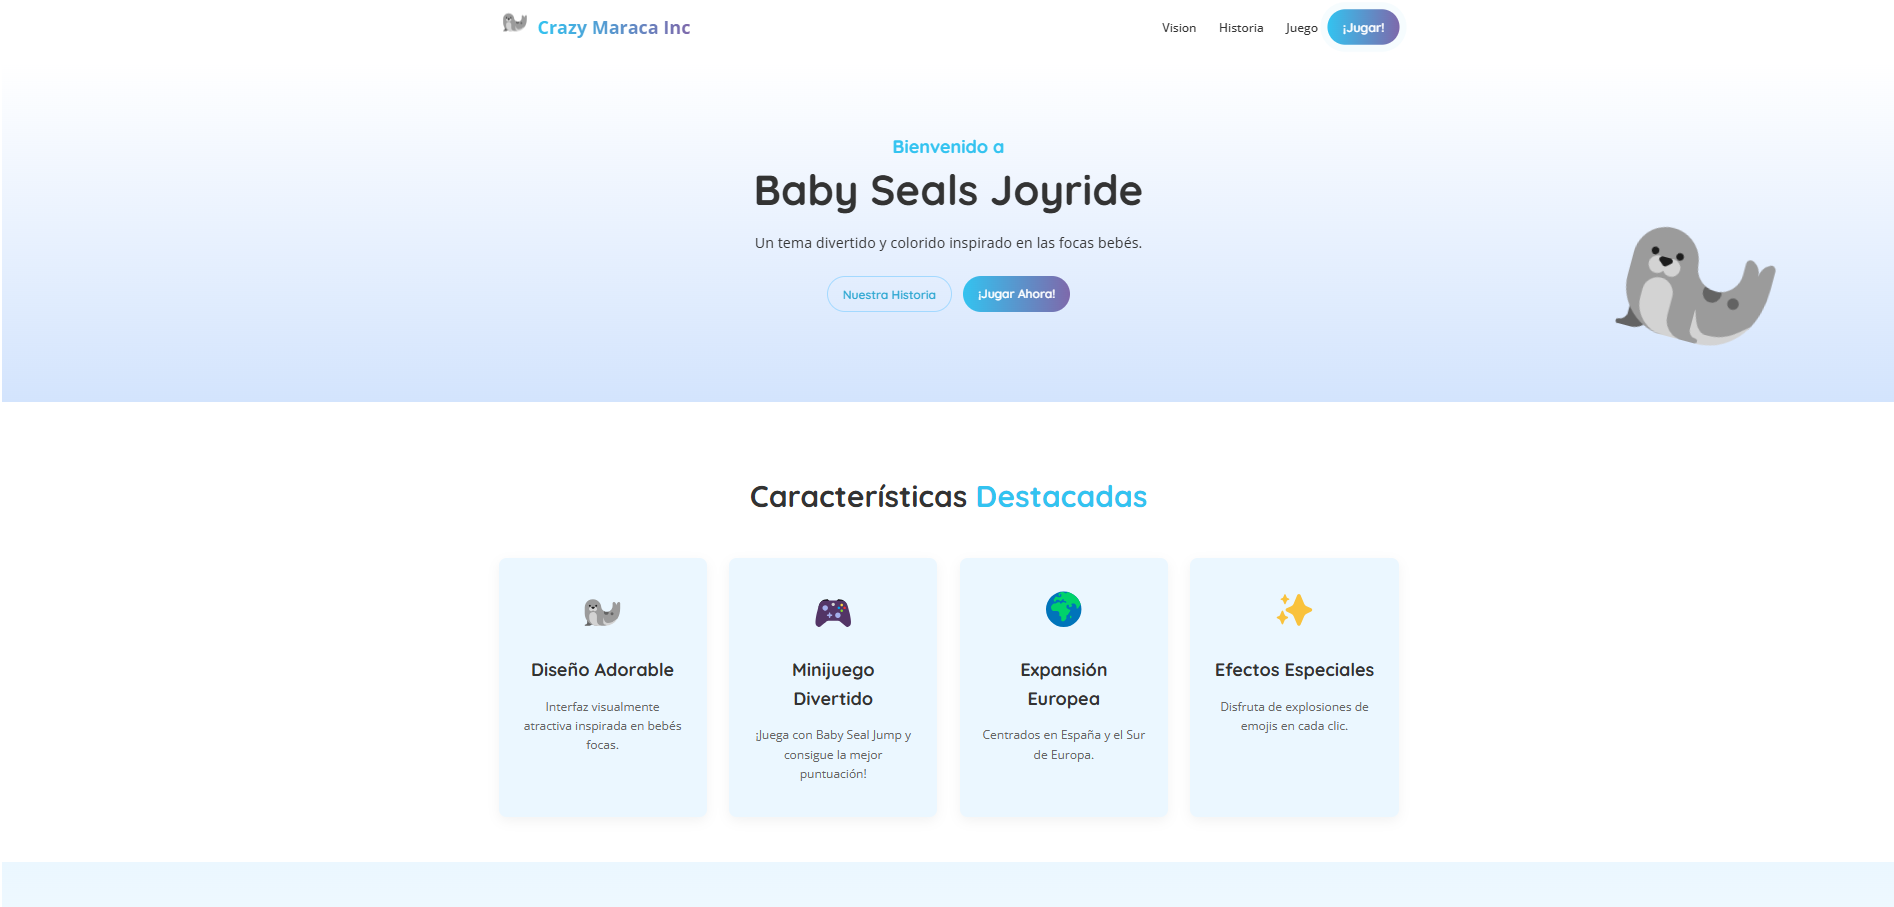 Crazy Maraca Inc
Vision
Historia
Juego
¡Jugar!
Bienvenido a
Baby Seals Joyride
Un tema divertido y colorido inspirado en las focas bebés.
Nuestra Historia
¡Jugar Ahora!
Características Destacadas
Diseño Adorable
Interfaz visualmente
atractiva inspirada en bebés
focas.
Minijuego
Divertido
¡Juega con Baby Seal Jump y
consigue la mejor
puntuación!
Expansión
Europea
Centrados en España y el Sur
de Europa.
Efectos Especiales
Disfruta de explosiones de
emojis en cada clic.